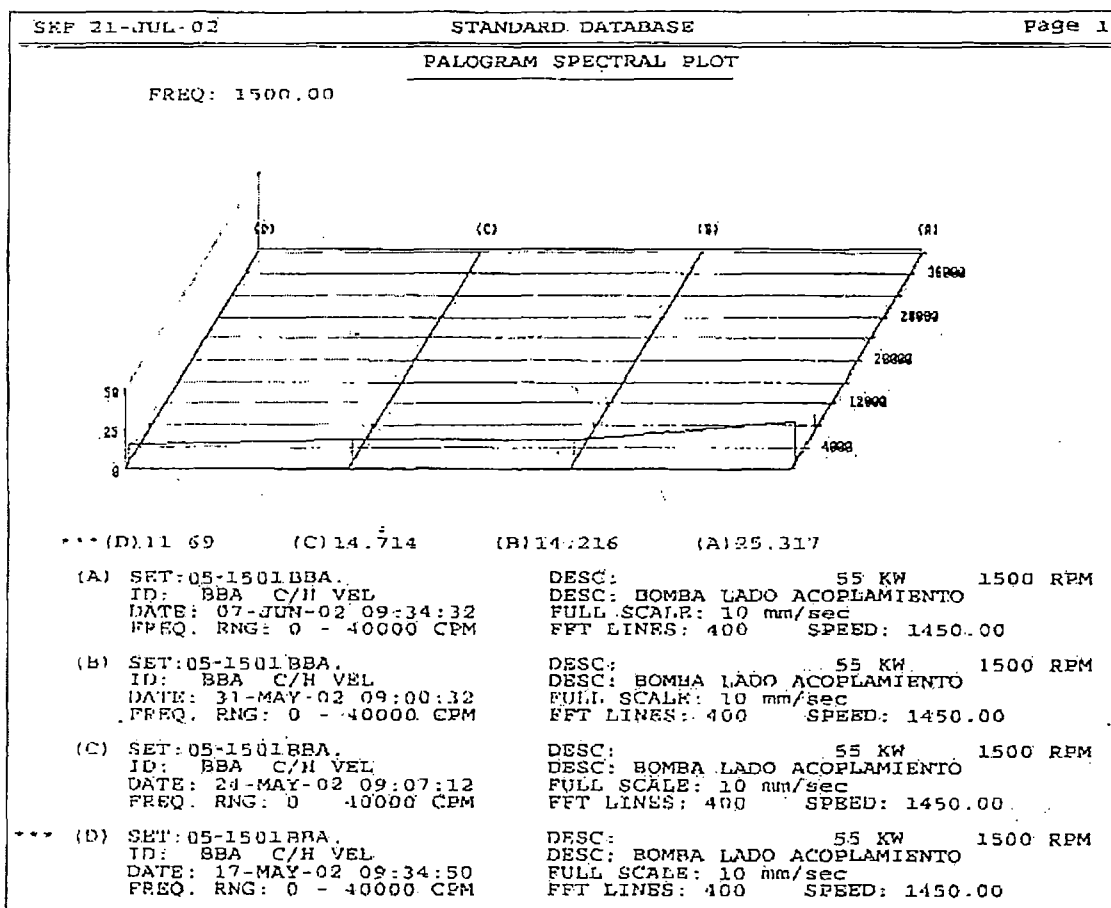 SEF 21-JUL-02 STANDARD DATABASE Page 1
PALOGRAM SPECTRAL PLOT
FREQ: 1500.00
(D) (C) (B) (A)
36000
28000
20000
12000
4000
50
25
0
*** (D) 11 69 (C) 14.714 (B) 14.216 (A) 25.317
(A) SET: 05-1501BBA. DESC: 55 KW 1500 RPM
ID: BBA C/H VEL DESC: BOMBA LADO ACOPLAMIENTO
DATE: 07-JUN-02 09:34:32 FULL SCALE: 10 mm/sec
FREQ. RNG: 0 - 40000 CPM FFT LINES: 400 SPEED: 1450.00
(B) SET: 05-1501BBA. DESC: 55 KW 1500 RPM
ID: BBA C/H VEL DESC: BOMBA LADO ACOPLAMIENTO
DATE: 31-MAY-02 09:00:32 FULL SCALE: 10 mm/sec
FREQ. RNG: 0 - 40000 CPM FFT LINES: 400 SPEED: 1450.00
(C) SET: 05-1501BBA. DESC: 55 KW 1500 RPM
ID: BBA C/H VEL DESC: BOMBA LADO ACOPLAMIENTO
DATE: 24-MAY-02 09:07:12 FULL SCALE: 10 mm/sec
FREQ. RNG: 0 40000 CPM FFT LINES: 400 SPEED: 1450.00
*** (D) SET: 05-1501BBA. DESC: 55 KW 1500 RPM
ID: BBA C/H VEL DESC: BOMBA LADO ACOPLAMIENTO
DATE: 17-MAY-02 09:34:50 FULL SCALE: 10 mm/sec
FREQ. RNG: 0 - 40000 CPM FFT LINES: 400 SPEED: 1450.00